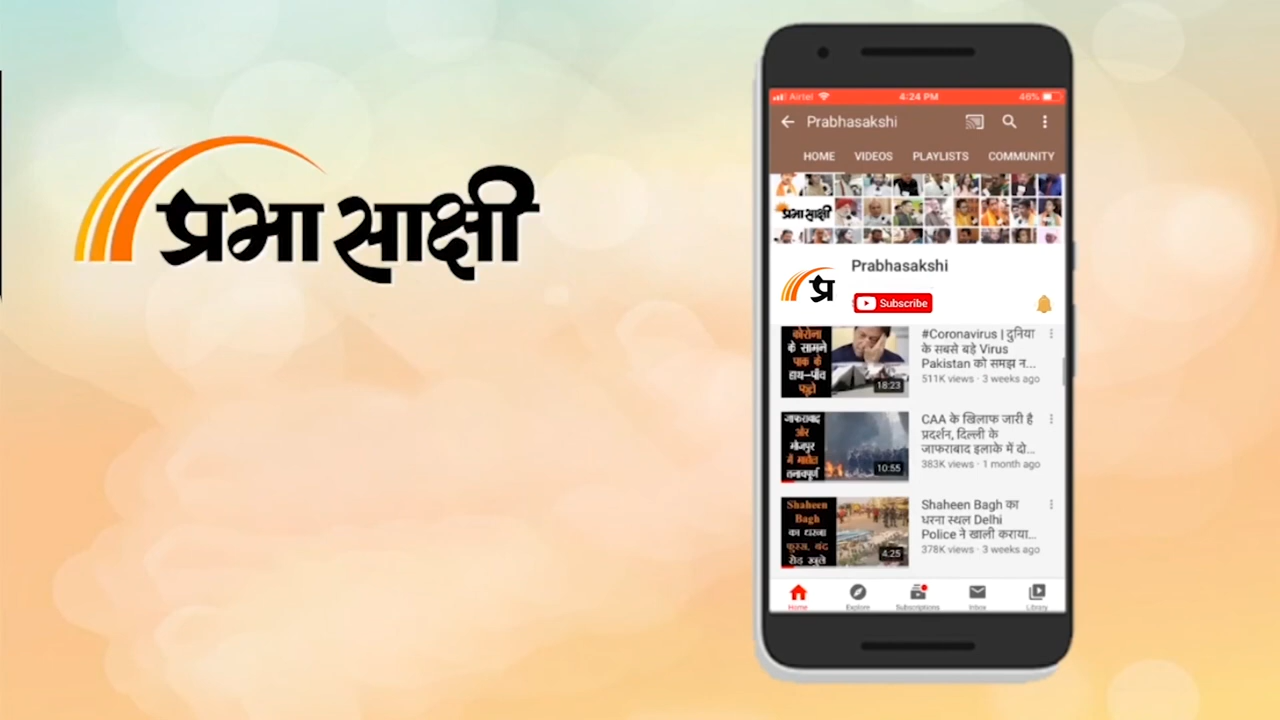 प्रभासाक्षी
Airtel 4:24 PM 46%
Prabhasakshi
HOME VIDEOS PLAYLISTS COMMUNITY
प्रभासाक्षी
Prabhasakshi
प्र
Subscribe
कोरोना
के सामने
पाक के
हाथ-पाँव
फूले
18:23
#Coronavirus | दुनिया
के सबसे बड़े Virus
Pakistan को समझ न...
511K views · 3 weeks ago
जाफराबाद
और
मौजपुर
में माहौल
तनावपूर्ण
10:55
CAA के खिलाफ जारी है
प्रदर्शन, दिल्ली के
जाफराबाद इलाके में दो...
383K views · 1 month ago
Shaheen
Bagh
का धरना
फुस्स, बंद
रोड खुले
4:25
Shaheen Bagh का
धरना स्थल Delhi
Police ने खाली कराया...
378K views · 3 weeks ago
Home Explore Subscriptions Inbox Library